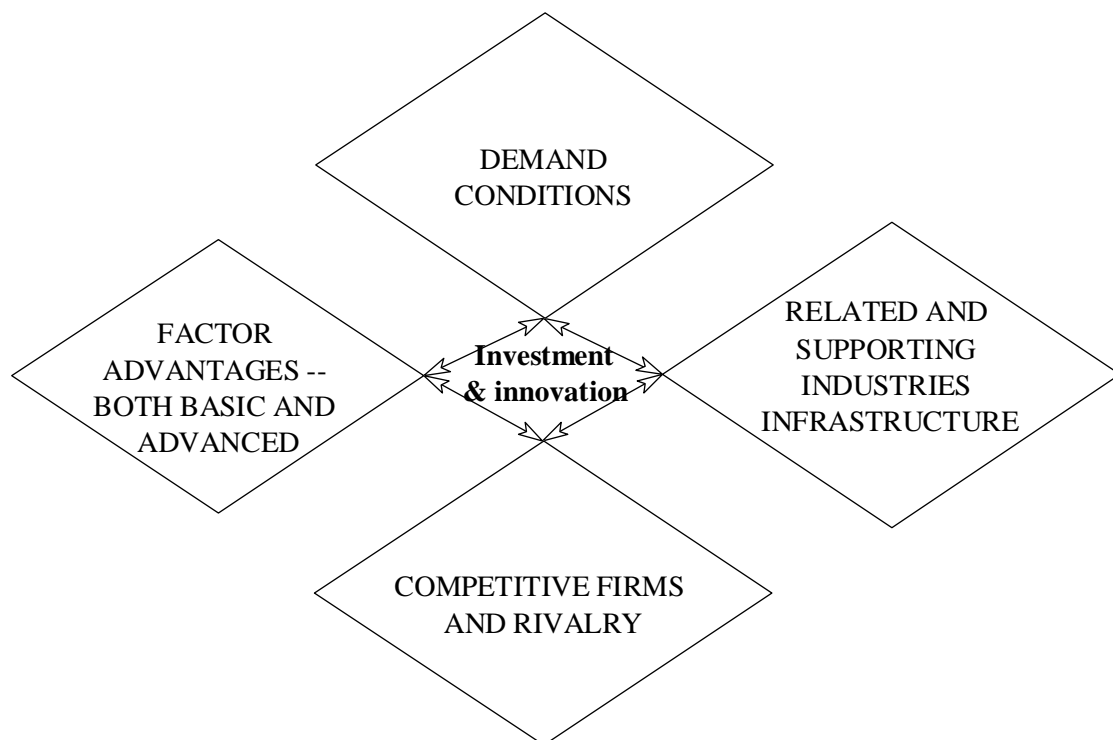 DEMAND
CONDITIONS
FACTOR
ADVANTAGES --
BOTH BASIC AND
ADVANCED
Investment
& innovation
RELATED AND
SUPPORTING
INDUSTRIES
INFRASTRUCTURE
COMPETITIVE FIRMS
AND RIVALRY